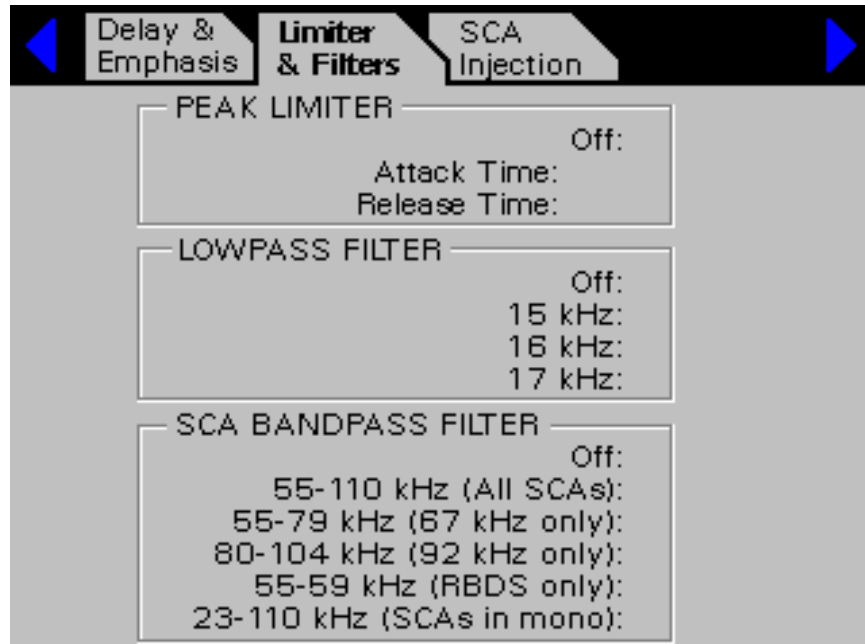 Delay &
Emphasis
Limiter
& Filters
SCA
Injection
PEAK LIMITER
Off:
Attack Time:
Release Time:
LOWPASS FILTER
Off:
15 kHz:
16 kHz:
17 kHz:
SCA BANDPASS FILTER
Off:
55-110 kHz (All SCAs):
55-79 kHz (67 kHz only):
80-104 kHz (92 kHz only):
55-59 kHz (RBDS only):
23-110 kHz (SCAs in mono):